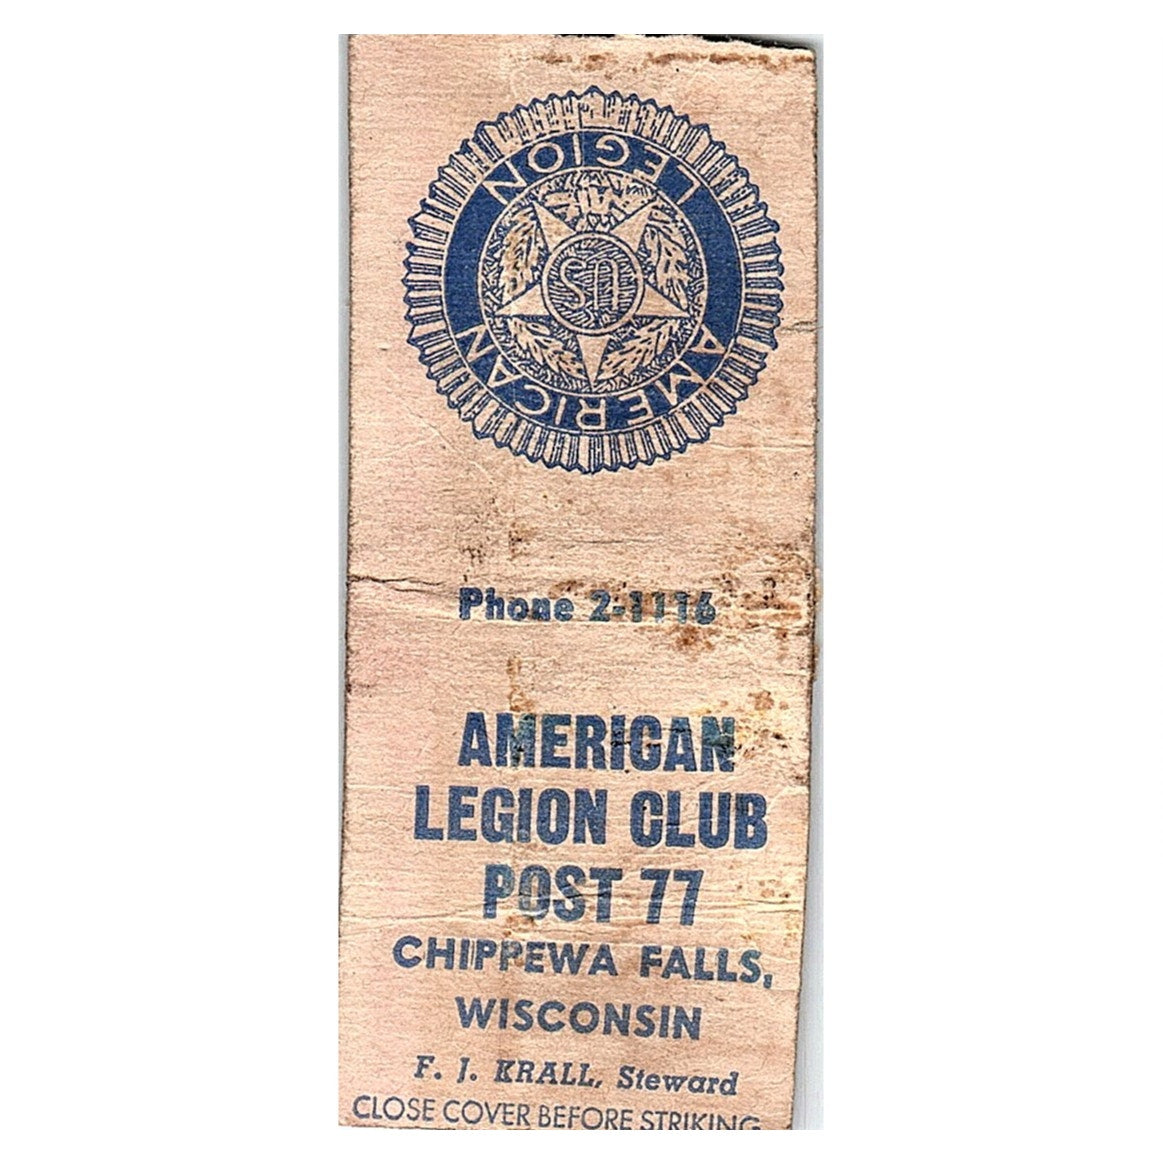 AMERICAN LEGION
US
Phone 2-1116
AMERICAN
LEGION CLUB
POST 77
CHIPPEWA FALLS,
WISCONSIN
F. J. KRALL, Steward
CLOSE COVER BEFORE STRIKING